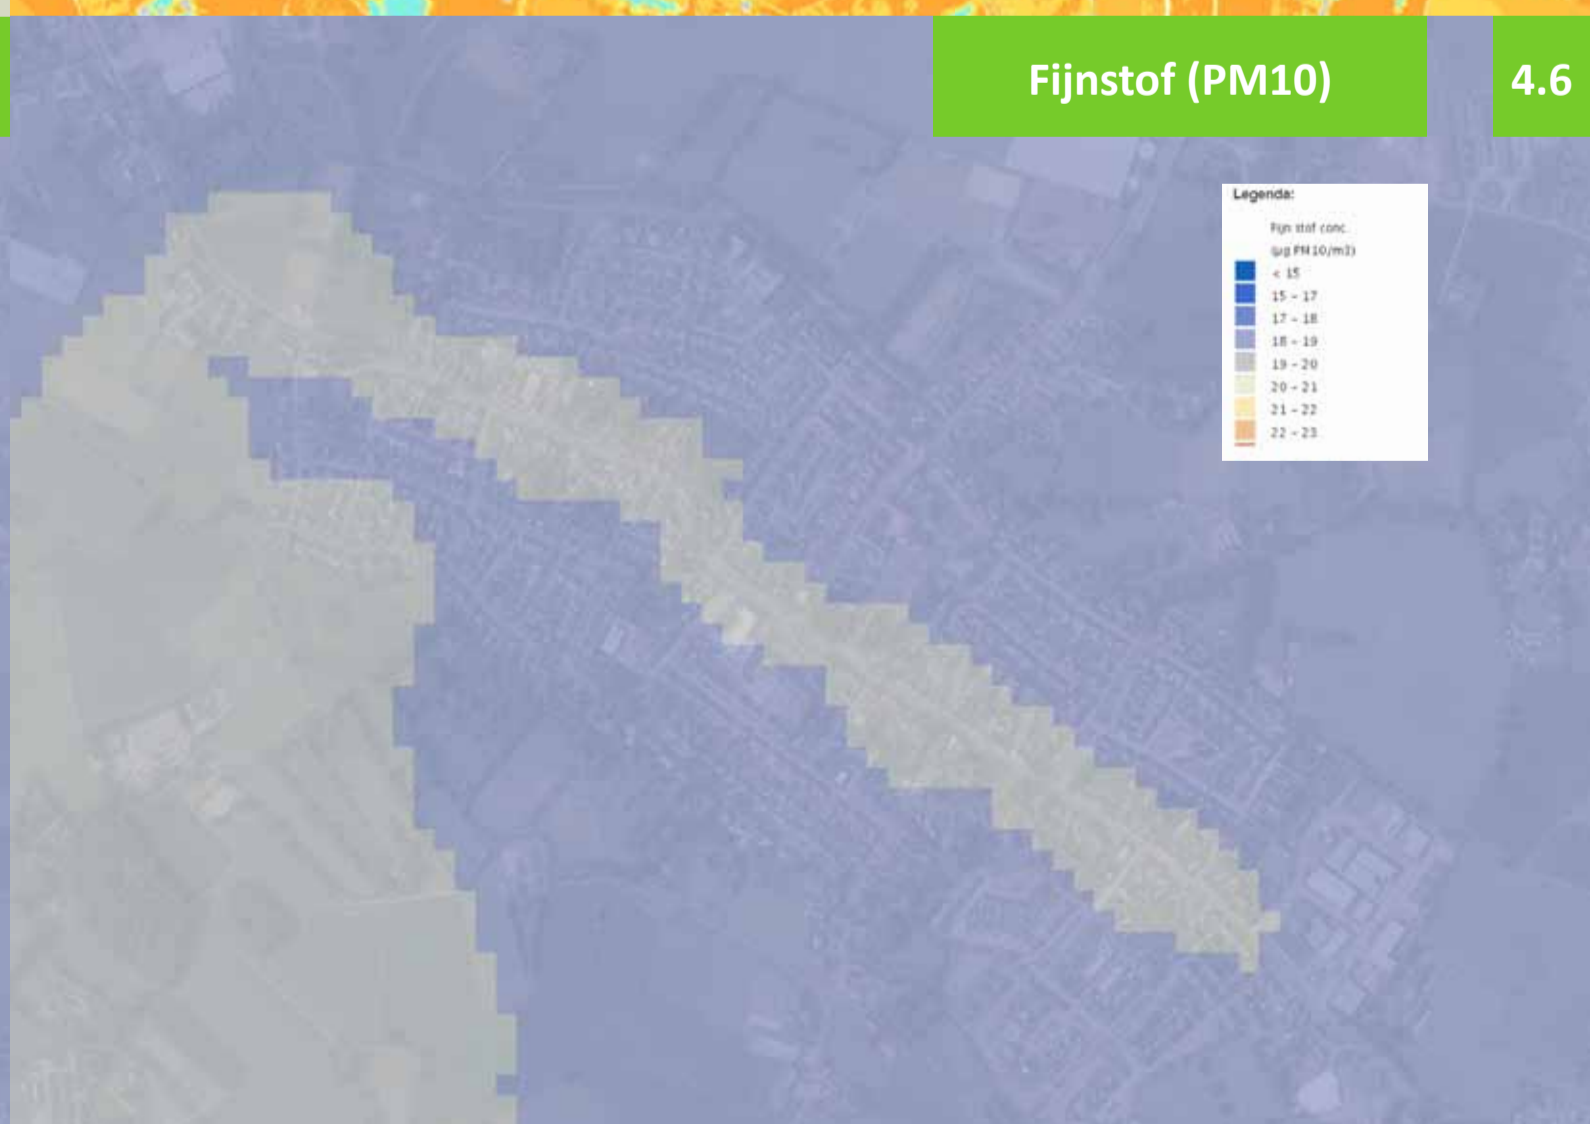 Fijnstof (PM10)
4.6
Legenda:
Fijn stof conc.
(µg PM10/m3)
< 15
15 - 17
17 - 18
18 - 19
19 - 20
20 - 21
21 - 22
22 - 23